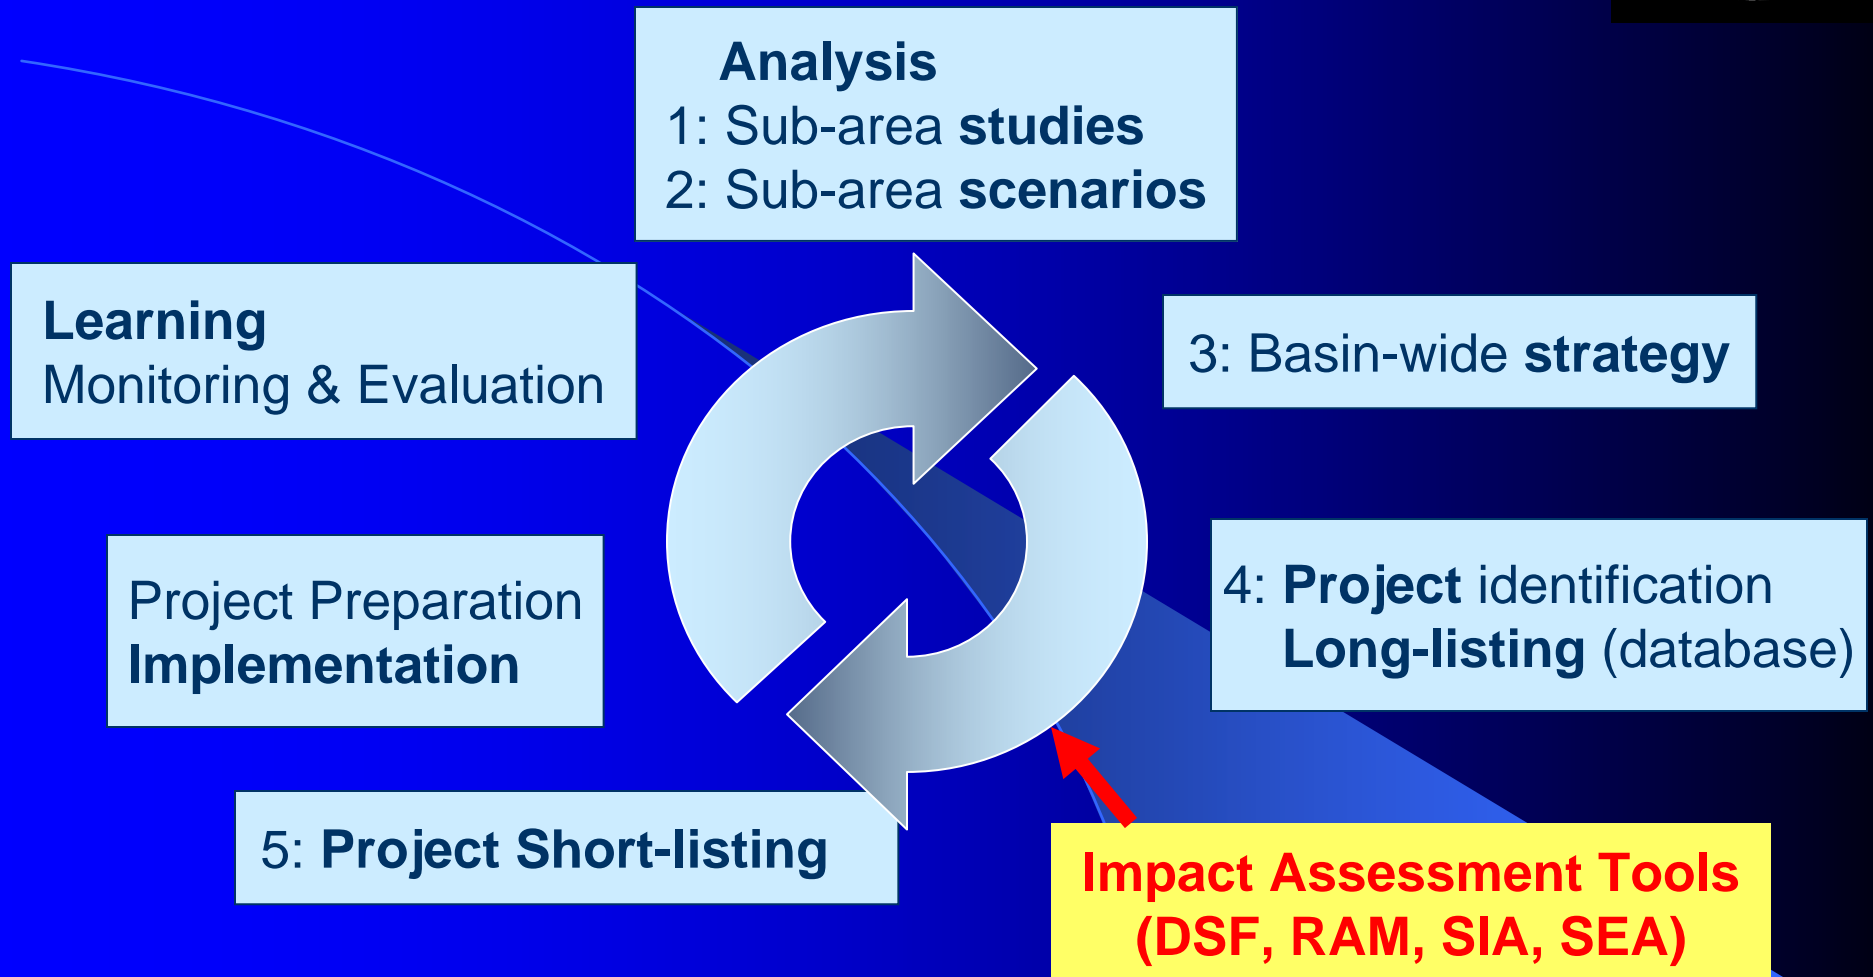 Analysis
1: Sub-area studies
2: Sub-area scenarios
3: Basin-wide strategy
4: Project identification
Long-listing (database)
Impact Assessment Tools
(DSF, RAM, SIA, SEA)
5: Project Short-listing
Project Preparation
Implementation
Learning
Monitoring & Evaluation